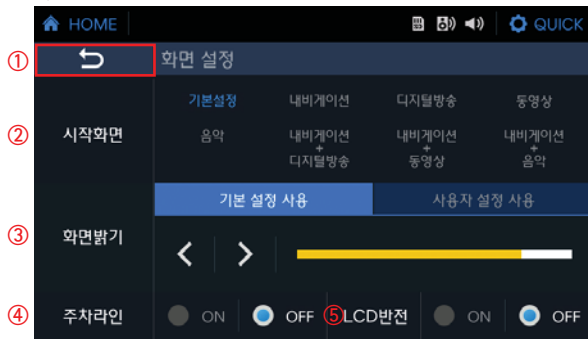 HOME QUICK
① 화면 설정
기본설정 내비게이션 디지털방송 동영상
② 시작화면 음악 내비게이션 + 디지털방송 내비게이션 + 동영상 내비게이션 + 음악
기본 설정 사용 사용자 설정 사용
③ 화면밝기
④ 주차라인 ON OFF ⑤ LCD반전 ON OFF